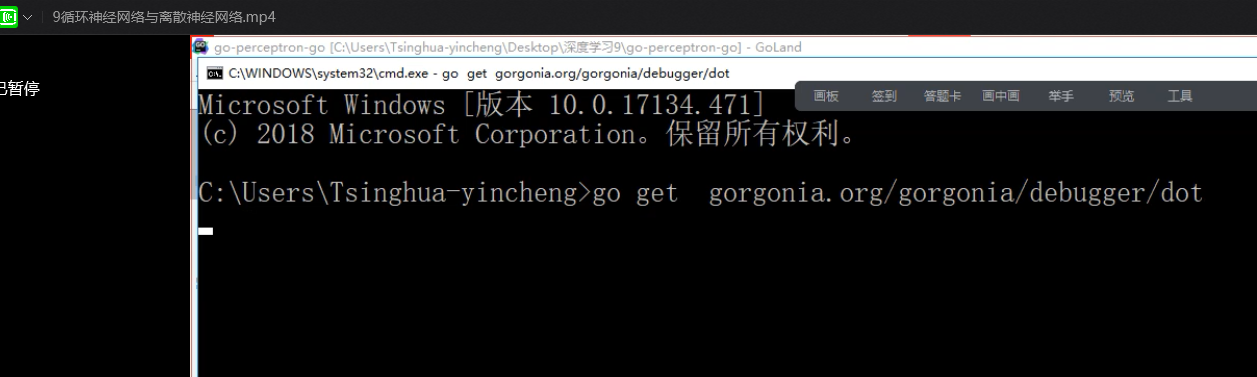 9循环神经网络与离散神经网络.mp4
go-perceptron-go [C:\Users\Tsinghua-yincheng\Desktop\深度学习9\go-perceptron-go] - GoLand
已暂停
C:\WINDOWS\system32\cmd.exe - go  get  gorgonia.org/gorgonia/debugger/dot
画板 签到 答题卡 画中画 举手 预览 工具
Microsoft Windows [版本 10.0.17134.471]
(c) 2018 Microsoft Corporation。保留所有权利。
C:\Users\Tsinghua-yincheng>go get  gorgonia.org/gorgonia/debugger/dot